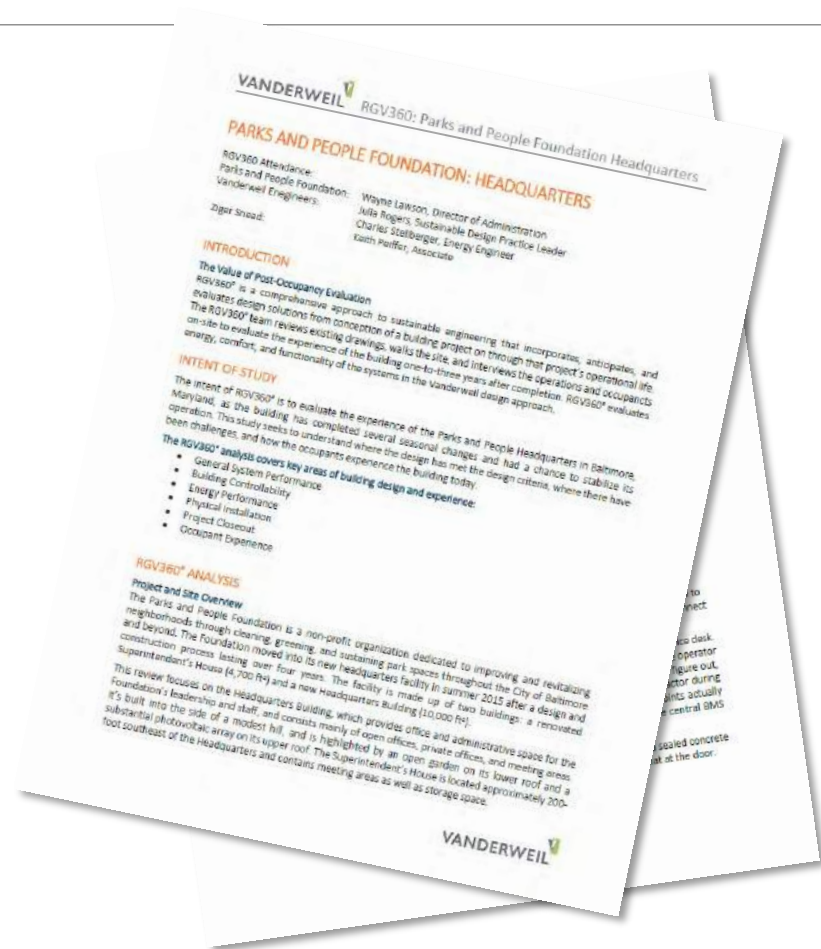 VANDERWEIL RGV360: Parks and People Foundation Headquarters
PARKS AND PEOPLE FOUNDATION: HEADQUARTERS
RGV360 Attendance:
Parks and People Foundation: Wayne Lawson, Director of Administration
Vanderweil Enegineers: Julia Rogers, Sustainable Design Practice Leader
Charles Stellberger, Energy Engineer
Ziger Snead: Keith Peiffer, Associate
INTRODUCTION
The Value of Post-Occupancy Evaluation
RGV360° is a comprehensive approach to sustainable engineering that incorporates, anticipates, and
evaluates design solutions from conception of a building project on through that project's operational life.
The RGV360° team reviews existing drawings, walks the site, and interviews the operations and occupants
on-site to evaluate the experience of the building one-to-three years after completion. RGV360° evaluates
energy, comfort, and functionality of the systems in the Vanderweil design approach.
INTENT OF STUDY
The intent of RGV360° is to evaluate the experience of the Parks and People Headquarters in Baltimore,
Maryland, as the building has completed several seasonal changes and had a chance to stabilize its
operation. This study seeks to understand where the design has met the design criteria, where there have
been challenges, and how the occupants experience the building today.
The RGV360° analysis covers key areas of building design and experience:
• General System Performance
• Building Controllability
• Energy Performance
• Physical Installation
• Project Closeout
• Occupant Experience
RGV360° ANALYSIS
Project and Site Overview
The Parks and People Foundation is a non-profit organization dedicated to improving and revitalizing
neighborhoods through cleaning, greening, and sustaining park spaces throughout the City of Baltimore
and beyond. The Foundation moved into its new headquarters facility in summer 2015 after a design and
construction process lasting over four years. The facility is made up of two buildings: a renovated
Superintendent's House (4,700 ft²) and a new Headquarters Building (10,000 ft²).
This review focuses on the Headquarters Building, which provides office and administrative space for the
Foundation's leadership and staff, and consists mainly of open offices, private offices, and meeting areas
It's built into the side of a modest hill, and is highlighted by an open garden on its lower roof and a
substantial photovoltaic array on its upper roof. The Superintendent's House is located approximately 200-
foot southeast of the Headquarters and contains meeting areas as well as storage space.
VANDERWEIL
to
desk.
operator
figure out,
during
actually
central BMS
sealed concrete
at the door.